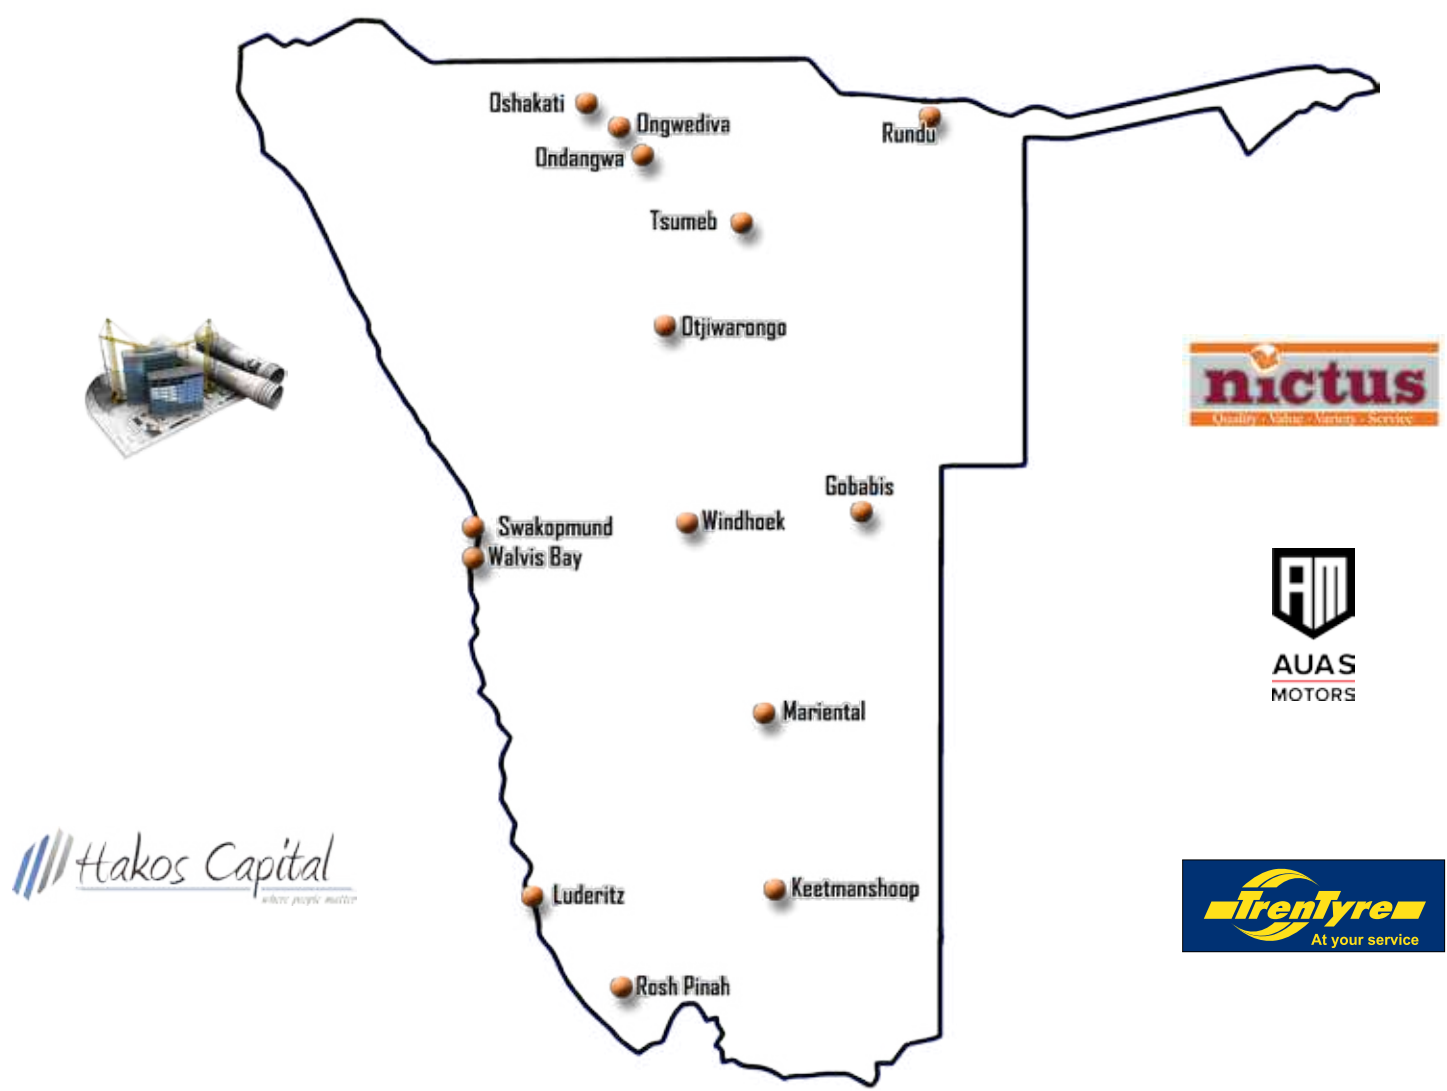 Oshakati
Ongwediva
Rundu
Ondangwa
Tsumeb
Otjiwarongo
nictus
Quality · Value · Variety · Service
Gobabis
Swakopmund
Windhoek
Walvis Bay
AM
AUAS
MOTORS
Mariental
Hakos Capital
where people matter
Luderitz
Keetmanshoop
TrenTyre
At your service
Rosh Pinah